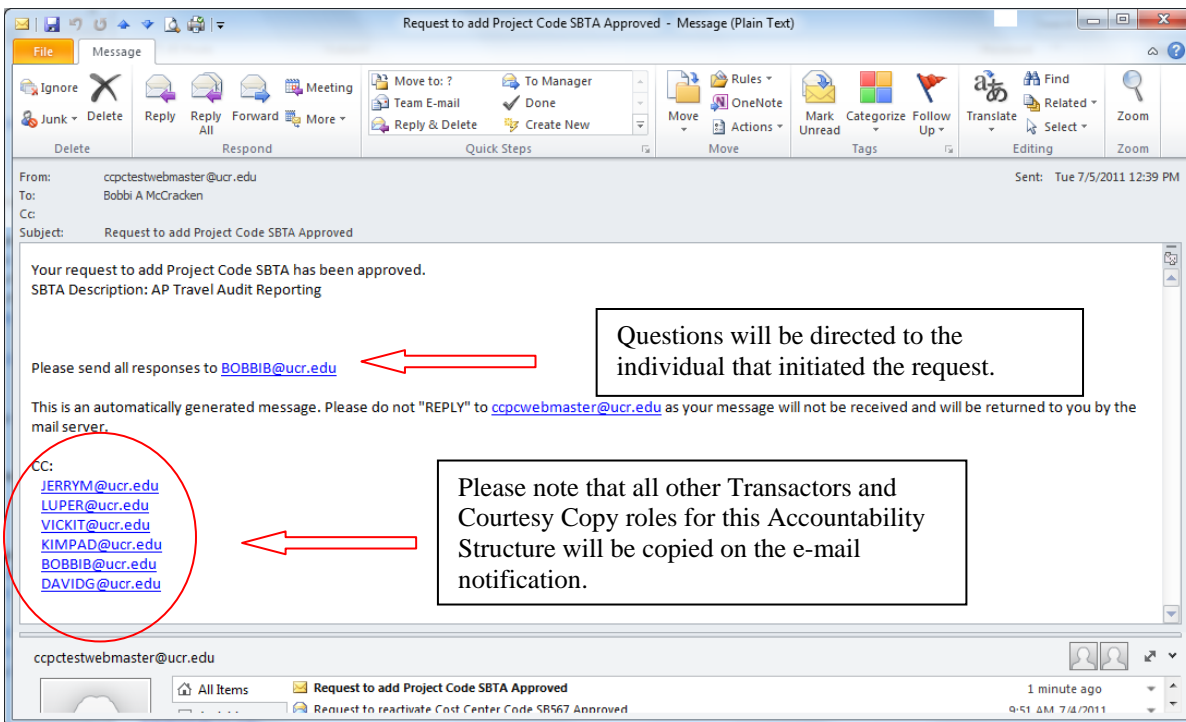 Request to add Project Code SBTA Approved - Message (Plain Text)
File
Message
Ignore
Junk
Delete
Reply
Reply All
Forward
Meeting
More
Move to: ?
Team E-mail
Reply & Delete
To Manager
Done
Create New
Move
Rules
OneNote
Actions
Mark Unread
Categorize
Follow Up
Translate
Find
Related
Select
Zoom
Delete
Respond
Quick Steps
Move
Tags
Editing
Zoom
From: ccpctestwebmaster@ucr.edu
Sent: Tue 7/5/2011 12:39 PM
To: Bobbi A McCracken
Cc:
Subject: Request to add Project Code SBTA Approved
Your request to add Project Code SBTA has been approved.
SBTA Description: AP Travel Audit Reporting
Questions will be directed to the
individual that initiated the request.
Please send all responses to BOBBIB@ucr.edu
This is an automatically generated message. Please do not "REPLY" to ccpcwebmaster@ucr.edu as your message will not be received and will be returned to you by the
mail server.
CC:
JERRYM@ucr.edu
LUPER@ucr.edu
VICKIT@ucr.edu
KIMPAD@ucr.edu
BOBBIB@ucr.edu
DAVIDG@ucr.edu
Please note that all other Transactors and
Courtesy Copy roles for this Accountability
Structure will be copied on the e-mail
notification.
ccpctestwebmaster@ucr.edu
All Items
Request to add Project Code SBTA Approved
1 minute ago
Request to reactivate Cost Center Code SB567 Approved
9:51 AM 7/4/2011